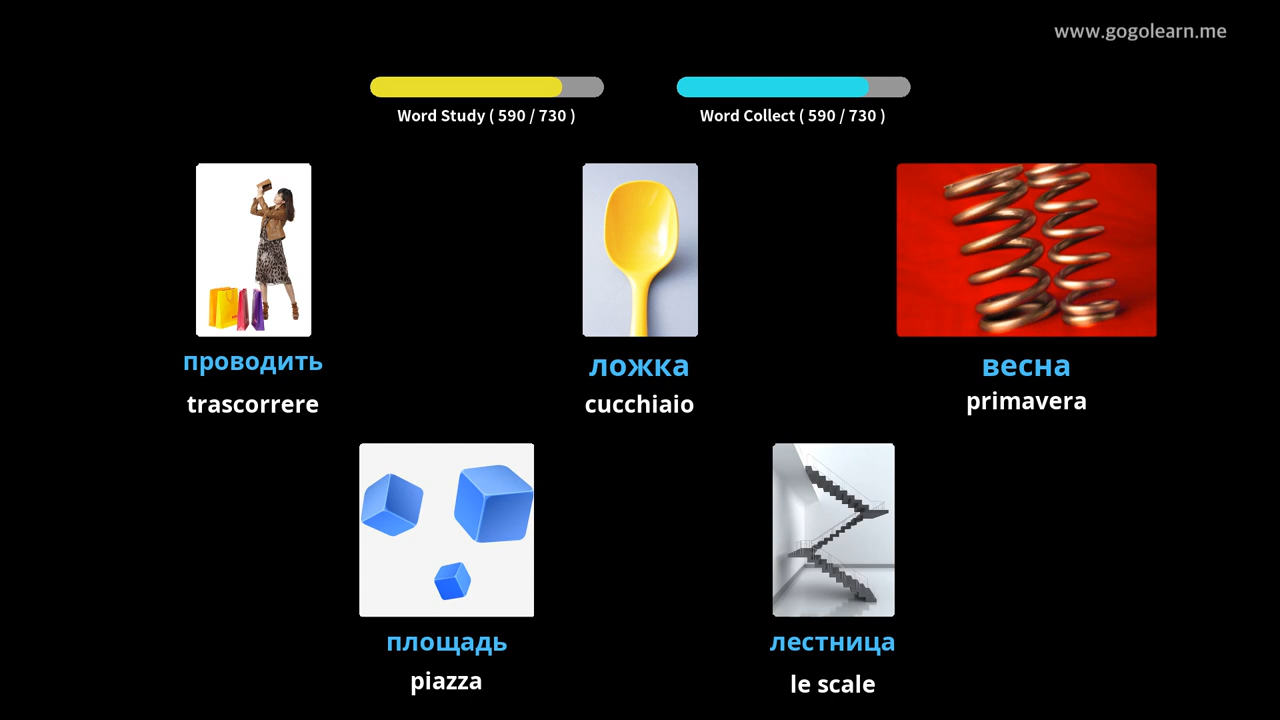 www.gogolearn.me
Word Study ( 590 / 730 )
Word Collect ( 590 / 730 )
проводить
ложка
весна
trascorrere
cucchiaio
primavera
площадь
лестница
piazza
le scale